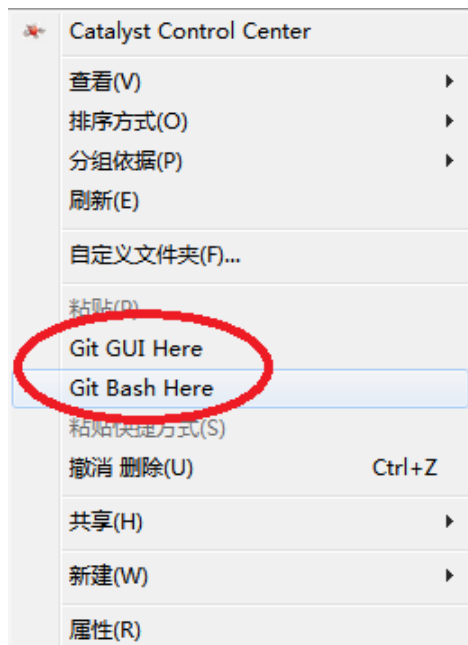 Catalyst Control Center
查看(V)
排序方式(O)
分组依据(P)
刷新(E)
自定义文件夹(F)...
粘贴(P)
Git GUI Here
Git Bash Here
粘贴快捷方式(S)
撤消 删除(U) Ctrl+Z
共享(H)
新建(W)
属性(R)